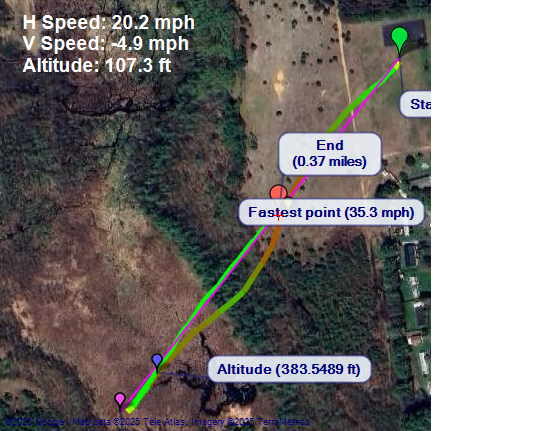 H Speed: 20.2 mph
V Speed: -4.9 mph
Altitude: 107.3 ft
Sta
End
(0.37 miles)
Fastest point (35.3 mph)
Altitude (383.5489 ft)
©2025 Google - Map data ©2025 Tele Atlas, Imagery ©2025 TerraMetrics